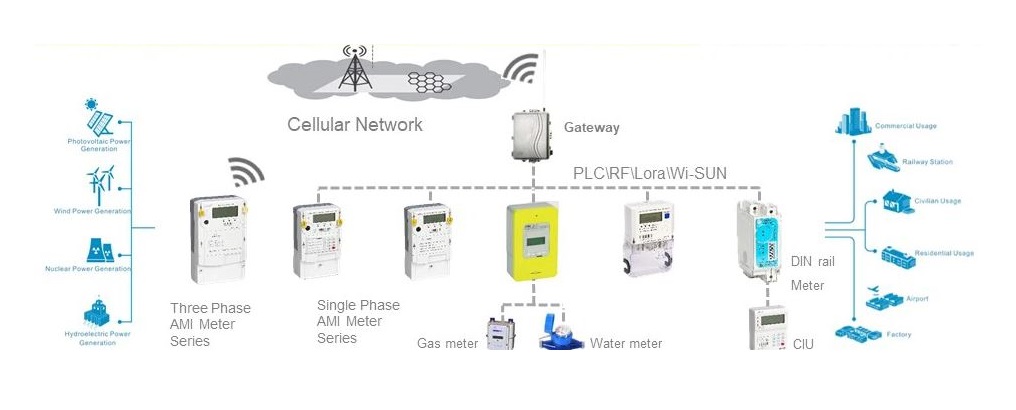 Cellular Network
Gateway
PLC\RF\Lora\Wi-SUN
Photovoltaic Power
Generation
Wind Power Generation
Nuclear Power Generation
Hydroelectric Power
Generation
Three Phase
AMI Meter
Series
Single Phase
AMI Meter
Series
Gas meter
Water meter
DIN rail
Meter
CIU
Commercial Usage
Railway Station
Civilian Usage
Residential Usage
Airport
Factory